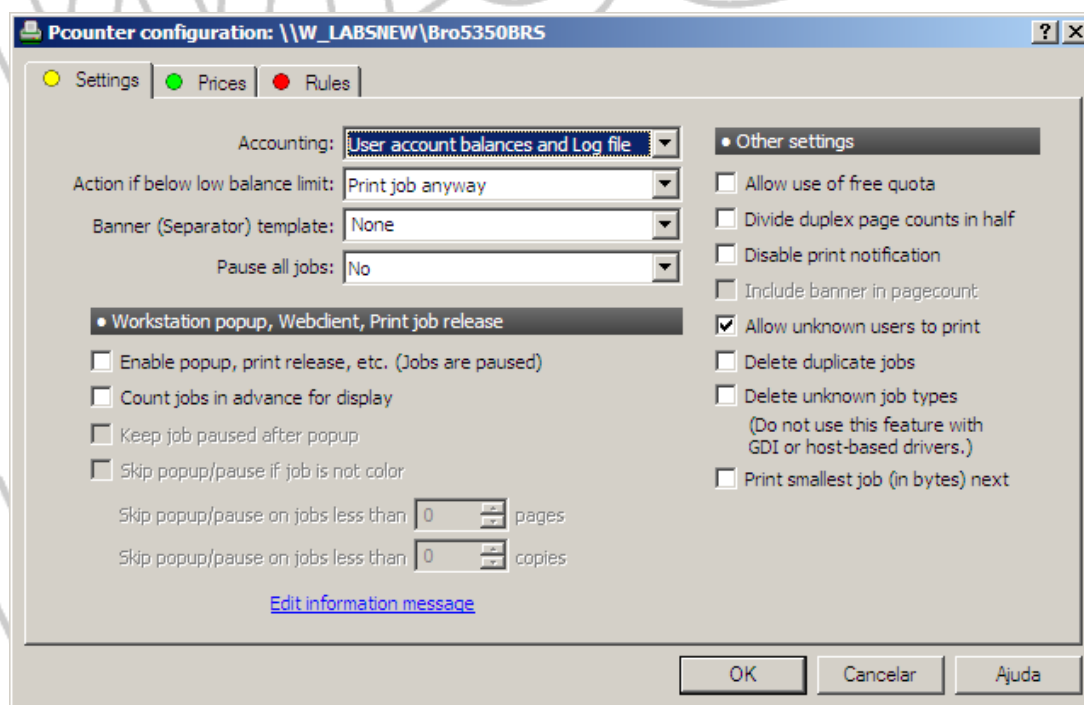 Pcounter configuration: \\W_LABSNEW\Bro5350BRS
Settings
Prices
Rules
Accounting: User account balances and Log file
Action if below low balance limit: Print job anyway
Banner (Separator) template: None
Pause all jobs: No
• Workstation popup, Webclient, Print job release
Enable popup, print release, etc. (Jobs are paused)
Count jobs in advance for display
Keep job paused after popup
Skip popup/pause if job is not color
Skip popup/pause on jobs less than 0 pages
Skip popup/pause on jobs less than 0 copies
Edit information message
• Other settings
Allow use of free quota
Divide duplex page counts in half
Disable print notification
Include banner in pagecount
Allow unknown users to print
Delete duplicate jobs
Delete unknown job types
(Do not use this feature with
GDI or host-based drivers.)
Print smallest job (in bytes) next
OK
Cancelar
Ajuda